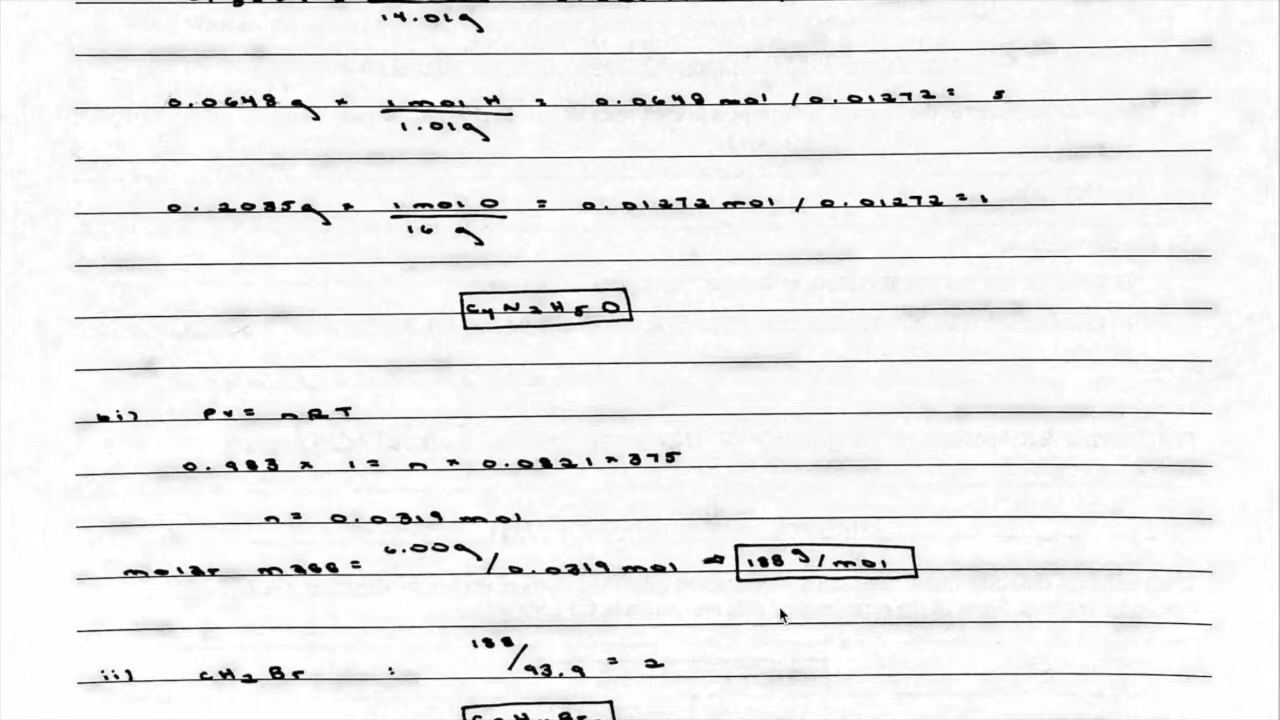 14.01g
0.0648 g × 1 mol H / 1.01g = 0.0648 mol / 0.01272 = 5
0.2035g × 1 mol O / 16 g = 0.01272 mol / 0.01272 = 1
C4N2H5O
bi) PV = nRT
0.983 × 1 = n × 0.0821 × 375
n = 0.0319 mol
molar mass = 6.00g / 0.0319 mol → 188 g/mol
ii) CH2Br : 188/93.9 = 2